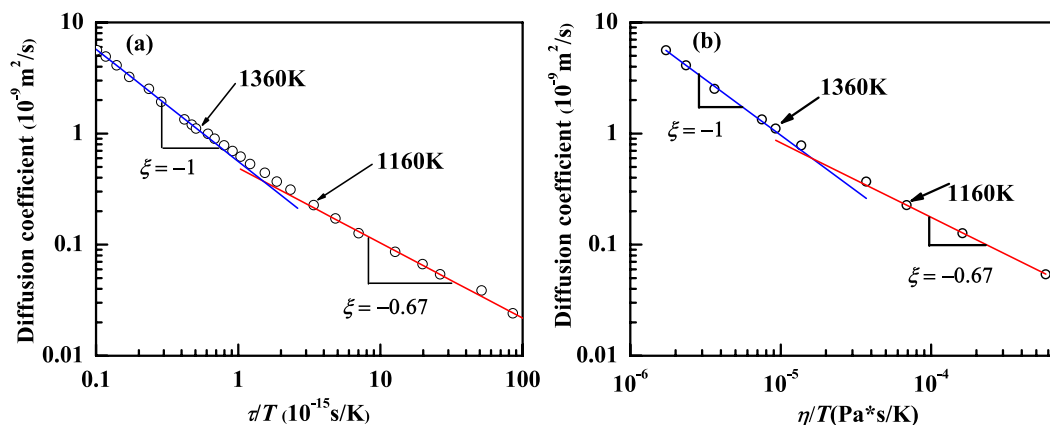 Diffusion coefficient (10⁻⁹ m²/s)
10
1
0.1
0.01
(a)
1360K
ξ = −1
1160K
ξ = −0.67
0.1 1 10 100
τ/T (10⁻¹⁵s/K)
Diffusion coefficient (10⁻⁹ m²/s)
10
1
0.1
0.01
(b)
1360K
ξ = −1
1160K
ξ = −0.67
10⁻⁶ 10⁻⁵ 10⁻⁴
η/T(Pa*s/K)